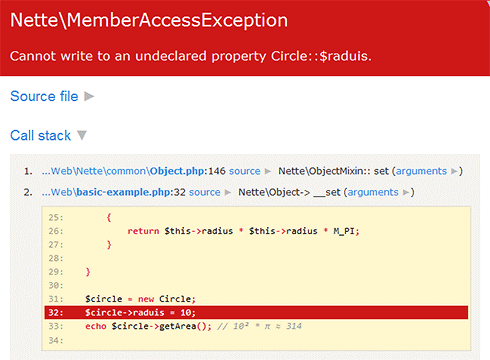 Nette\MemberAccessException
Cannot write to an undeclared property Circle::$raduis.
Source file ►
Call stack ▼
1. ...Web\Nette\common\Object.php:146 source ► Nette\ObjectMixin:: set (arguments ►)
2. ...Web\basic-example.php:32 source ► Nette\Object-> __set (arguments ►)
25: {
26: return $this->radius * $this->radius * M_PI;
27: }
28:
29: }
30:
31: $circle = new Circle;
32: $circle->raduis = 10;
33: echo $circle->getArea(); // 10² * π ≅ 314
34: